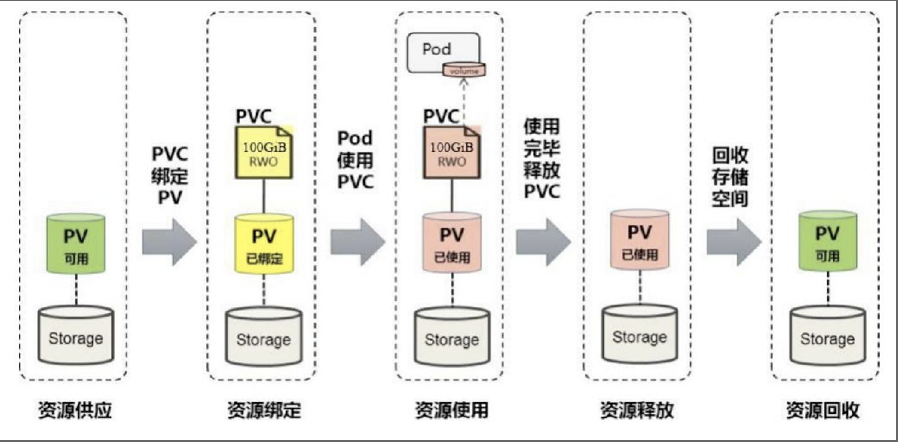 PVC
绑定
PV
Pod
使用
PVC
使用
完毕
释放
PVC
回收
存储
空间
PV
可用
Storage
资源供应
PVC
100GiB
RWO
PV
已绑定
Storage
资源绑定
Pod
volume
PVC
100GiB
RWO
PV
已使用
Storage
资源使用
PV
已使用
Storage
资源释放
PV
可用
Storage
资源回收